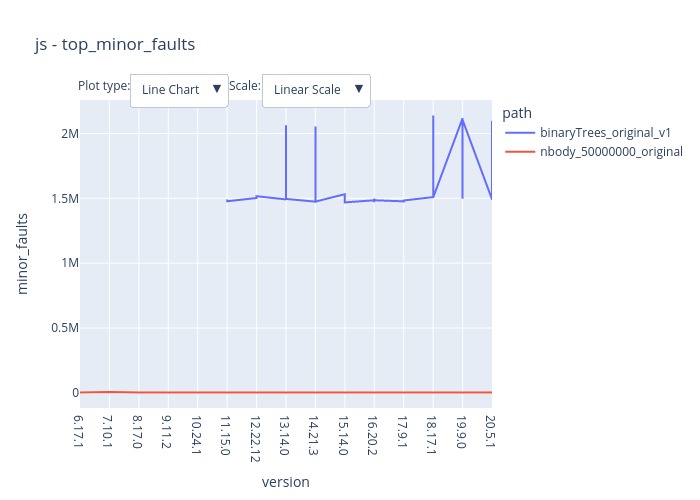 js - top_minor_faults
Plot type: Line Chart ▼ Scale: Linear Scale ▼
path
binaryTrees_original_v1
nbody_50000000_original
2M
1.5M
1M
0.5M
0
minor_faults
6.17.1
7.10.1
8.17.0
9.11.2
10.24.1
11.15.0
12.22.12
13.14.0
14.21.3
15.14.0
16.20.2
17.9.1
18.17.1
19.9.0
20.5.1
version